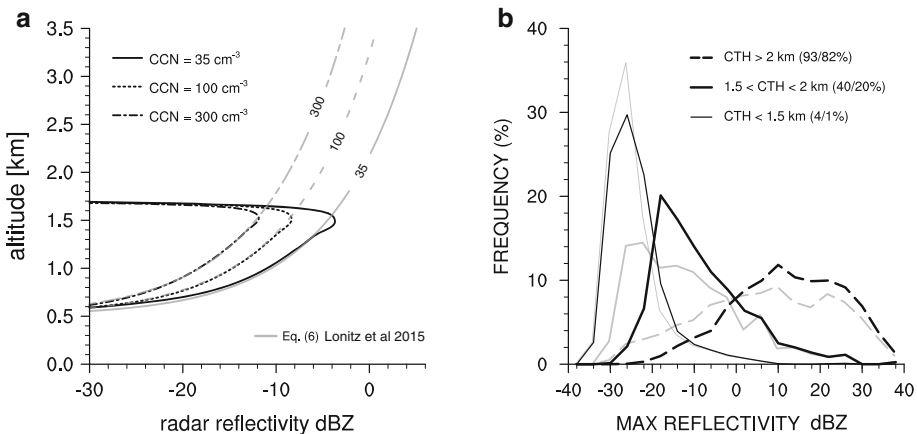 a
3.5
3.0
2.5
2.0
1.5
1.0
0.5
0.0
altitude [km]
CCN = 35 cm⁻³
CCN = 100 cm⁻³
CCN = 300 cm⁻³
300
100
35
Eq. (6) Lonitz et al 2015
-30
-20
-10
0
radar reflectivity dBZ
b
40
30
20
10
0
FREQUENCY (%)
CTH > 2 km (93/82%)
1.5 < CTH < 2 km (40/20%)
CTH < 1.5 km (4/1%)
-40
-30
-20
-10
0
10
20
30
40
MAX REFLECTIVITY dBZ